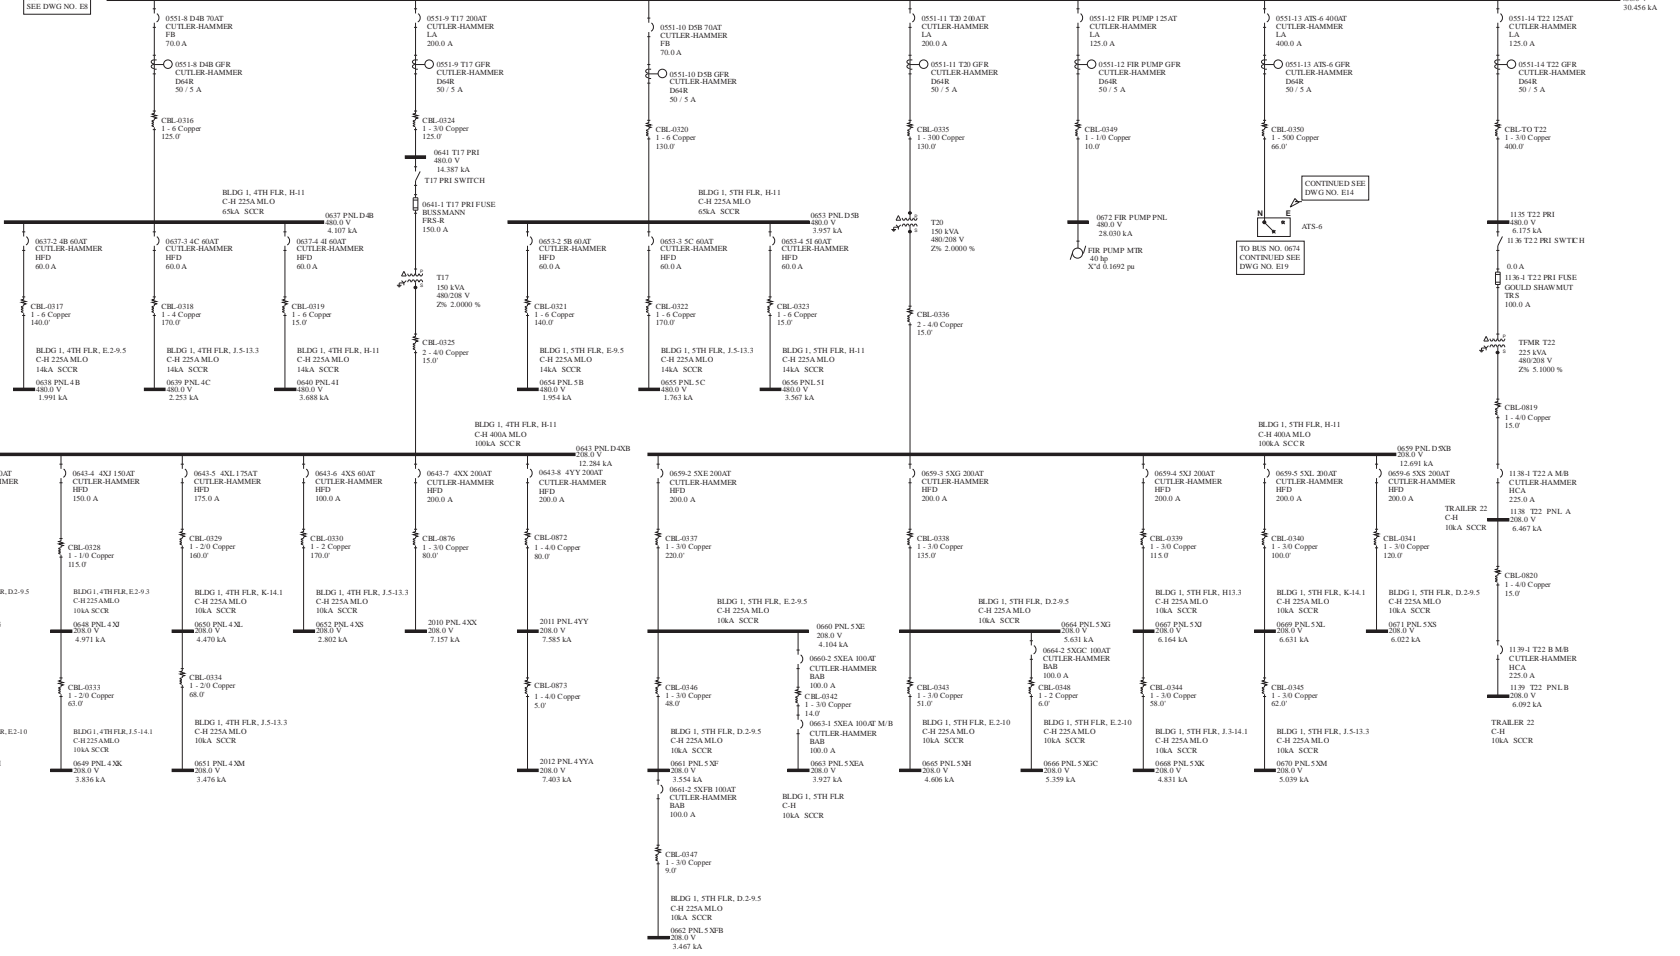 SEE DWG NO. E8
30.456 kA
0551-8 D4B 70AT
CUTLER-HAMMER
FB
70.0 A
0551-8 D4B GFR
CUTLER-HAMMER
D64R
50 / 5 A
CBL-0316
1 - 6 Copper
125.0'
0551-9 T17 200AT
CUTLER-HAMMER
LA
200.0 A
0551-9 T17 GFR
CUTLER-HAMMER
D64R
50 / 5 A
CBL-0324
1 - 3/0 Copper
125.0'
0641 T17 PRI
480.0 V
14.387 kA
T17 PRI SWITCH
0641-1 T17 PRI FUSE
BUSSMANN
FRS-R
150.0 A
T17
150 kVA
480/208 V
Z% 2.0000 %
CBL-0325
2 - 4/0 Copper
15.0'
0551-10 D5B 70AT
CUTLER-HAMMER
FB
70.0 A
0551-10 D5B GFR
CUTLER-HAMMER
D64R
50 / 5 A
CBL-0320
1 - 6 Copper
130.0'
0551-11 T20 200AT
CUTLER-HAMMER
LA
200.0 A
0551-11 T20 GFR
CUTLER-HAMMER
D64R
50 / 5 A
CBL-0335
1 - 300 Copper
130.0'
T20
150 kVA
480/208 V
Z% 2.0000 %
CBL-0336
2 - 4/0 Copper
15.0'
0551-12 FIR PUMP 125AT
CUTLER-HAMMER
LA
125.0 A
0551-12 FIR PUMP GFR
CUTLER-HAMMER
D64R
50 / 5 A
CBL-0349
1 - 1/0 Copper
10.0'
0672 FIR PUMP PNL
480.0 V
28.030 kA
FIR PUMP MTR
40 hp
X"d 0.1692 pu
0551-13 ATS-6 400AT
CUTLER-HAMMER
LA
400.0 A
0551-13 ATS-6 GFR
CUTLER-HAMMER
D64R
50 / 5 A
CBL-0350
1 - 500 Copper
66.0'
CONTINUED SEE
DWG NO. E14
N E
ATS-6
TO BUS NO. 0674
CONTINUED SEE
DWG NO. E19
0551-14 T22 125AT
CUTLER-HAMMER
LA
125.0 A
0551-14 T22 GFR
CUTLER-HAMMER
D64R
50 / 5 A
CBL-TO T22
1 - 3/0 Copper
400.0'
1135 T22 PRI
480.0 V
6.175 kA
1136 T22 PRI SWTICH
0.0 A
1136-1 T22 PRI FUSE
GOULD SHAWMUT
TRS
100.0 A
TFMR T22
225 kVA
480/208 V
Z% 5.1000 %
CBL-0819
1 - 4/0 Copper
15.0'
1138-1 T22 A M/B
CUTLER-HAMMER
HCA
225.0 A
TRAILER 22
C-H
10kA SCCR
1138 T22 PNL A
208.0 V
6.467 kA
CBL-0820
1 - 4/0 Copper
15.0'
1139-1 T22 B M/B
CUTLER-HAMMER
HCA
225.0 A
1139 T22 PNL B
208.0 V
6.092 kA
TRAILER 22
C-H
10kA SCCR
BLDG 1, 4TH FLR, H-11
C-H 225A MLO
65kA SCCR
0637 PNL D4B
480.0 V
4.107 kA
0637-2 4B 60AT
CUTLER-HAMMER
HFD
60.0 A
CBL-0317
1 - 6 Copper
140.0'
BLDG 1, 4TH FLR, E.2-9.5
C-H 225A MLO
14kA SCCR
0638 PNL 4B
480.0 V
1.991 kA
0637-3 4C 60AT
CUTLER-HAMMER
HFD
60.0 A
CBL-0318
1 - 4 Copper
170.0'
BLDG 1, 4TH FLR, J.5-13.3
C-H 225A MLO
14kA SCCR
0639 PNL 4C
480.0 V
2.253 kA
0637-4 4I 60AT
CUTLER-HAMMER
HFD
60.0 A
CBL-0319
1 - 6 Copper
15.0'
BLDG 1, 4TH FLR, H-11
C-H 225A MLO
14kA SCCR
0640 PNL 4I
480.0 V
3.688 kA
BLDG 1, 5TH FLR, H-11
C-H 225A MLO
65kA SCCR
0653 PNL D5B
480.0 V
3.957 kA
0653-2 5B 60AT
CUTLER-HAMMER
HFD
60.0 A
CBL-0321
1 - 6 Copper
140.0'
BLDG 1, 5TH FLR, E-9.5
C-H 225A MLO
14kA SCCR
0654 PNL 5B
480.0 V
1.954 kA
0653-3 5C 60AT
CUTLER-HAMMER
HFD
60.0 A
CBL-0322
1 - 6 Copper
170.0'
BLDG 1, 5TH FLR, J.5-13.3
C-H 225A MLO
14kA SCCR
0655 PNL 5C
480.0 V
1.763 kA
0653-4 5I 60AT
CUTLER-HAMMER
HFD
60.0 A
CBL-0323
1 - 6 Copper
15.0'
BLDG 1, 5TH FLR, H-11
C-H 225A MLO
14kA SCCR
0656 PNL 5I
480.0 V
3.567 kA
BLDG 1, 4TH FLR, H-11
C-H 400A MLO
100kA SCCR
0643 PNL D4XB
208.0 V
12.284 kA
0643-4 4XJ 150AT
CUTLER-HAMMER
HFD
150.0 A
CBL-0328
1 - 1/0 Copper
115.0'
R, D.2-9.5
BLDG 1, 4TH FLR, E.2-9.3
C-H 225 AMLO
10kA SCCR
0648 PNL 4XJ
208.0 V
4.971 kA
CBL-0333
1 - 2/0 Copper
63.0'
R, E.2-10
BLDG 1, 4TH FLR, J.5-14.1
C-H 225 AMLO
10kA SCCR
0649 PNL 4XK
208.0 V
3.836 kA
0643-5 4XL 175AT
CUTLER-HAMMER
HFD
175.0 A
CBL-0329
1 - 2/0 Copper
160.0'
BLDG 1, 4TH FLR, K-14.1
C-H 225A MLO
10kA SCCR
0650 PNL 4XL
208.0 V
4.470 kA
CBL-0334
1 - 2/0 Copper
68.0'
BLDG 1, 4TH FLR, J.5-13.3
C-H 225A MLO
10kA SCCR
0651 PNL 4XM
208.0 V
3.476 kA
0643-6 4XS 60AT
CUTLER-HAMMER
HFD
100.0 A
CBL-0330
1 - 2 Copper
170.0'
BLDG 1, 4TH FLR, J.5-13.3
C-H 225A MLO
10kA SCCR
0652 PNL 4XS
208.0 V
2.802 kA
0643-7 4XX 200AT
CUTLER-HAMMER
HFD
200.0 A
CBL-0876
1 - 3/0 Copper
80.0'
2010 PNL 4XX
208.0 V
7.157 kA
0643-8 4YY 200AT
CUTLER-HAMMER
HFD
200.0 A
CBL-0872
1 - 4/0 Copper
80.0'
2011 PNL 4YY
208.0 V
7.585 kA
CBL-0873
1 - 4/0 Copper
5.0'
2012 PNL 4YYA
208.0 V
7.403 kA
BLDG 1, 5TH FLR, H-11
C-H 400A MLO
100kA SCCR
0659 PNL D5XB
208.0 V
12.691 kA
0659-2 5XE 200AT
CUTLER-HAMMER
HFD
200.0 A
CBL-0337
1 - 3/0 Copper
220.0'
BLDG 1, 5TH FLR, E.2-9.5
C-H 225A MLO
10kA SCCR
0660 PNL 5XE
208.0 V
4.104 kA
0660-2 5XEA 100AT
CUTLER-HAMMER
BAB
100.0 A
CBL-0342
1 - 3/0 Copper
14.0'
0663-1 5XEA 100AT M/B
CUTLER-HAMMER
BAB
100.0 A
0663 PNL 5XEA
208.0 V
3.927 kA
BLDG 1, 5TH FLR
C-H
10kA SCCR
CBL-0346
1 - 3/0 Copper
48.0'
BLDG 1, 5TH FLR, D.2-9.5
C-H 225A MLO
10kA SCCR
0661 PNL 5XF
208.0 V
3.554 kA
0661-2 5XFB 100AT
CUTLER-HAMMER
BAB
100.0 A
CBL-0347
1 - 3/0 Copper
9.0'
BLDG 1, 5TH FLR, D.2-9.5
C-H 225A MLO
10kA SCCR
0662 PNL 5XFB
208.0 V
3.467 kA
0659-3 5XG 200AT
CUTLER-HAMMER
HFD
200.0 A
CBL-0338
1 - 3/0 Copper
135.0'
BLDG 1, 5TH FLR, D.2-9.5
C-H 225A MLO
10kA SCCR
0664 PNL 5XG
208.0 V
5.631 kA
0664-2 5XGC 100AT
CUTLER-HAMMER
BAB
100.0 A
CBL-0348
1 - 2 Copper
6.0'
BLDG 1, 5TH FLR, E.2-10
C-H 225A MLO
10kA SCCR
0666 PNL 5XGC
208.0 V
5.359 kA
CBL-0343
1 - 3/0 Copper
51.0'
BLDG 1, 5TH FLR, E.2-10
C-H 225A MLO
10kA SCCR
0665 PNL 5XH
208.0 V
4.606 kA
0659-4 5XJ 200AT
CUTLER-HAMMER
HFD
200.0 A
CBL-0339
1 - 3/0 Copper
115.0'
BLDG 1, 5TH FLR, H13.3
C-H 225A MLO
10kA SCCR
0667 PNL 5XJ
208.0 V
6.164 kA
CBL-0344
1 - 3/0 Copper
58.0'
BLDG 1, 5TH FLR, J.3-14.1
C-H 225A MLO
10kA SCCR
0668 PNL 5XK
208.0 V
4.831 kA
0659-5 5XL 200AT
CUTLER-HAMMER
HFD
200.0 A
CBL-0340
1 - 3/0 Copper
100.0'
BLDG 1, 5TH FLR, K-14.1
C-H 225A MLO
10kA SCCR
0669 PNL 5XL
208.0 V
6.631 kA
CBL-0345
1 - 3/0 Copper
62.0'
BLDG 1, 5TH FLR, J.5-13.3
C-H 225A MLO
10kA SCCR
0670 PNL 5XM
208.0 V
5.039 kA
0659-6 5XS 200AT
CUTLER-HAMMER
HFD
200.0 A
CBL-0341
1 - 3/0 Copper
120.0'
BLDG 1, 5TH FLR, D.2-9.5
C-H 225A MLO
10kA SCCR
0671 PNL 5XS
208.0 V
6.022 kA